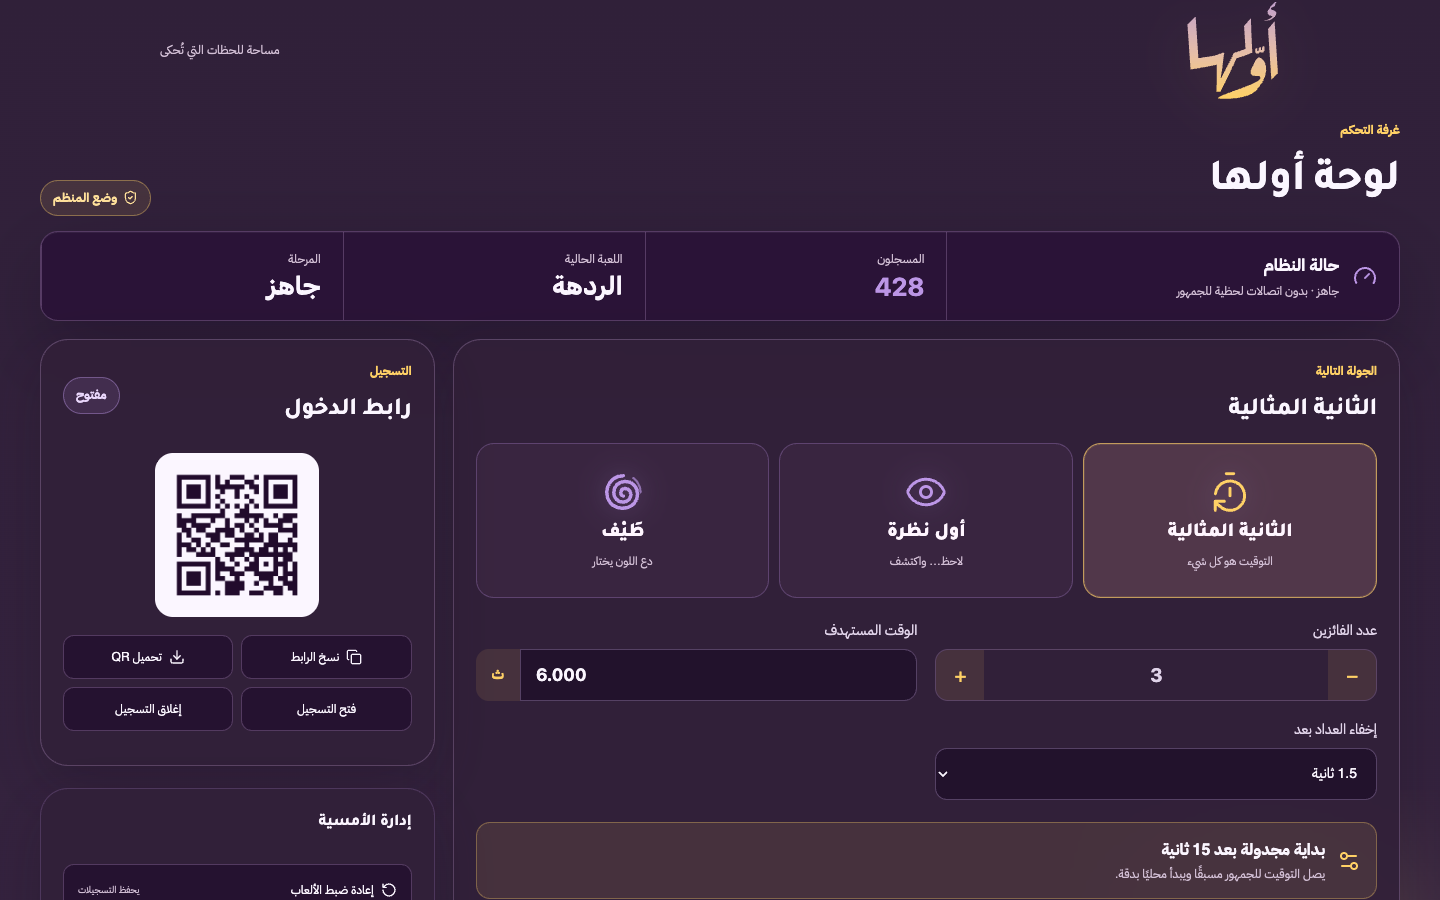 أولها
مساحة للحظات التي تُحكى
غرفة التحكم
لوحة أولها
وضع المنظم
حالة النظام
جاهز · بدون اتصالات لحظية للجمهور
المسجلون
428
اللعبة الحالية
الردهة
المرحلة
جاهز
الجولة التالية
الثانية المثالية
الثانية المثالية
التوقيت هو كل شيء
أول نظرة
لاحظ... واكتشف
طَيْف
دع اللون يختار
عدد الفائزين
− 3 +
الوقت المستهدف
6.000 ث
إخفاء العداد بعد
1.5 ثانية
بداية مجدولة بعد 15 ثانية
يصل التوقيت للجمهور مسبقًا ويبدأ محليًا بدقة.
التسجيل
رابط الدخول
مفتوح
نسخ الرابط
تحميل QR
فتح التسجيل
إغلاق التسجيل
إدارة الأمسية
إعادة ضبط الألعاب
يحفظ التسجيلات